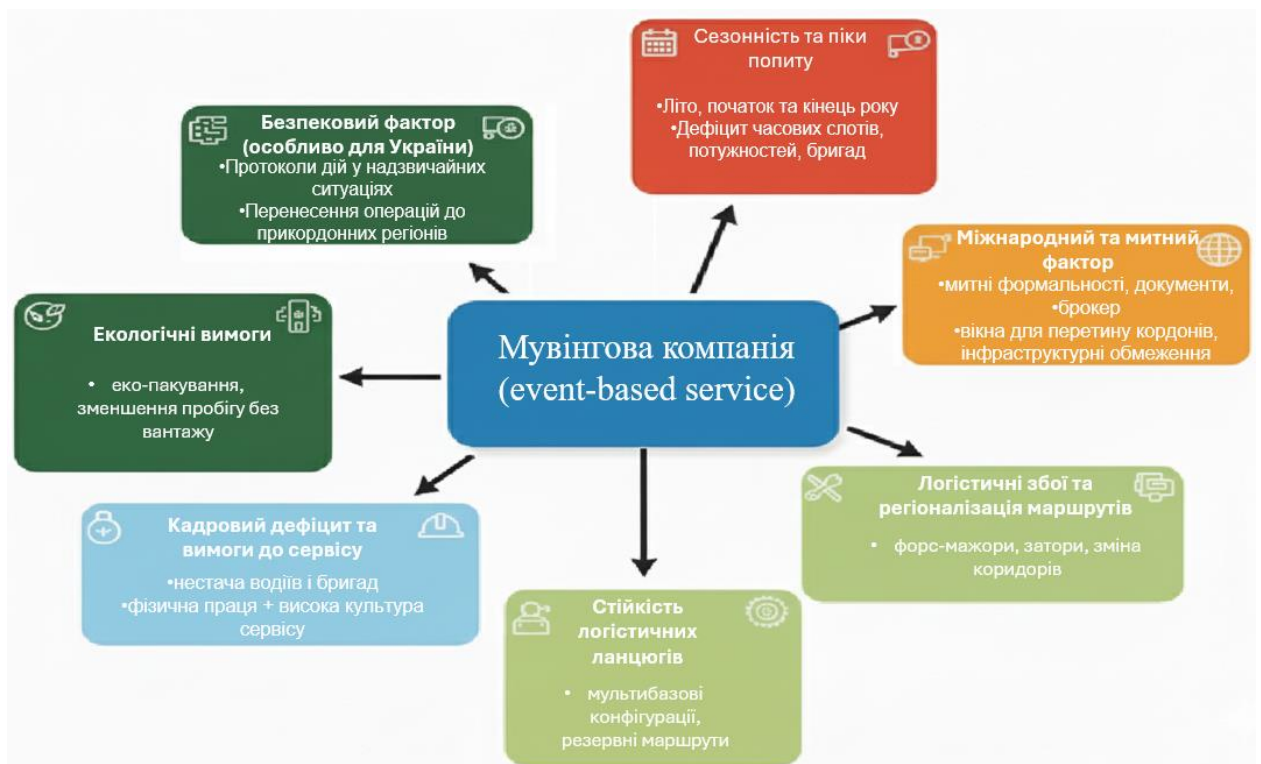 Сезонність та піки
попиту
•Літо, початок та кінець року
•Дефіцит часових слотів,
потужностей, бригад
Безпековий фактор
(особливо для України)
•Протоколи дій у надзвичайних
ситуаціях
•Перенесення операцій до
прикордонних регіонів
Міжнародний та митний
фактор
•митні формальності, документи,
•брокер
•вікна для перетину кордонів,
інфраструктурні обмеження
Екологічні вимоги
• еко-пакування,
зменшення пробігу без
вантажу
Мувінгова компанія
(event-based service)
Логістичні збої та
регіоналізація маршрутів
• форс-мажори, затори, зміна
коридорів
Кадровий дефіцит та
вимоги до сервісу
•нестача водіїв і бригад
•фізична праця + висока культура
сервісу
Стійкість
логістичних
ланцюгів
• мультибазові
конфігурації,
резервні маршрути